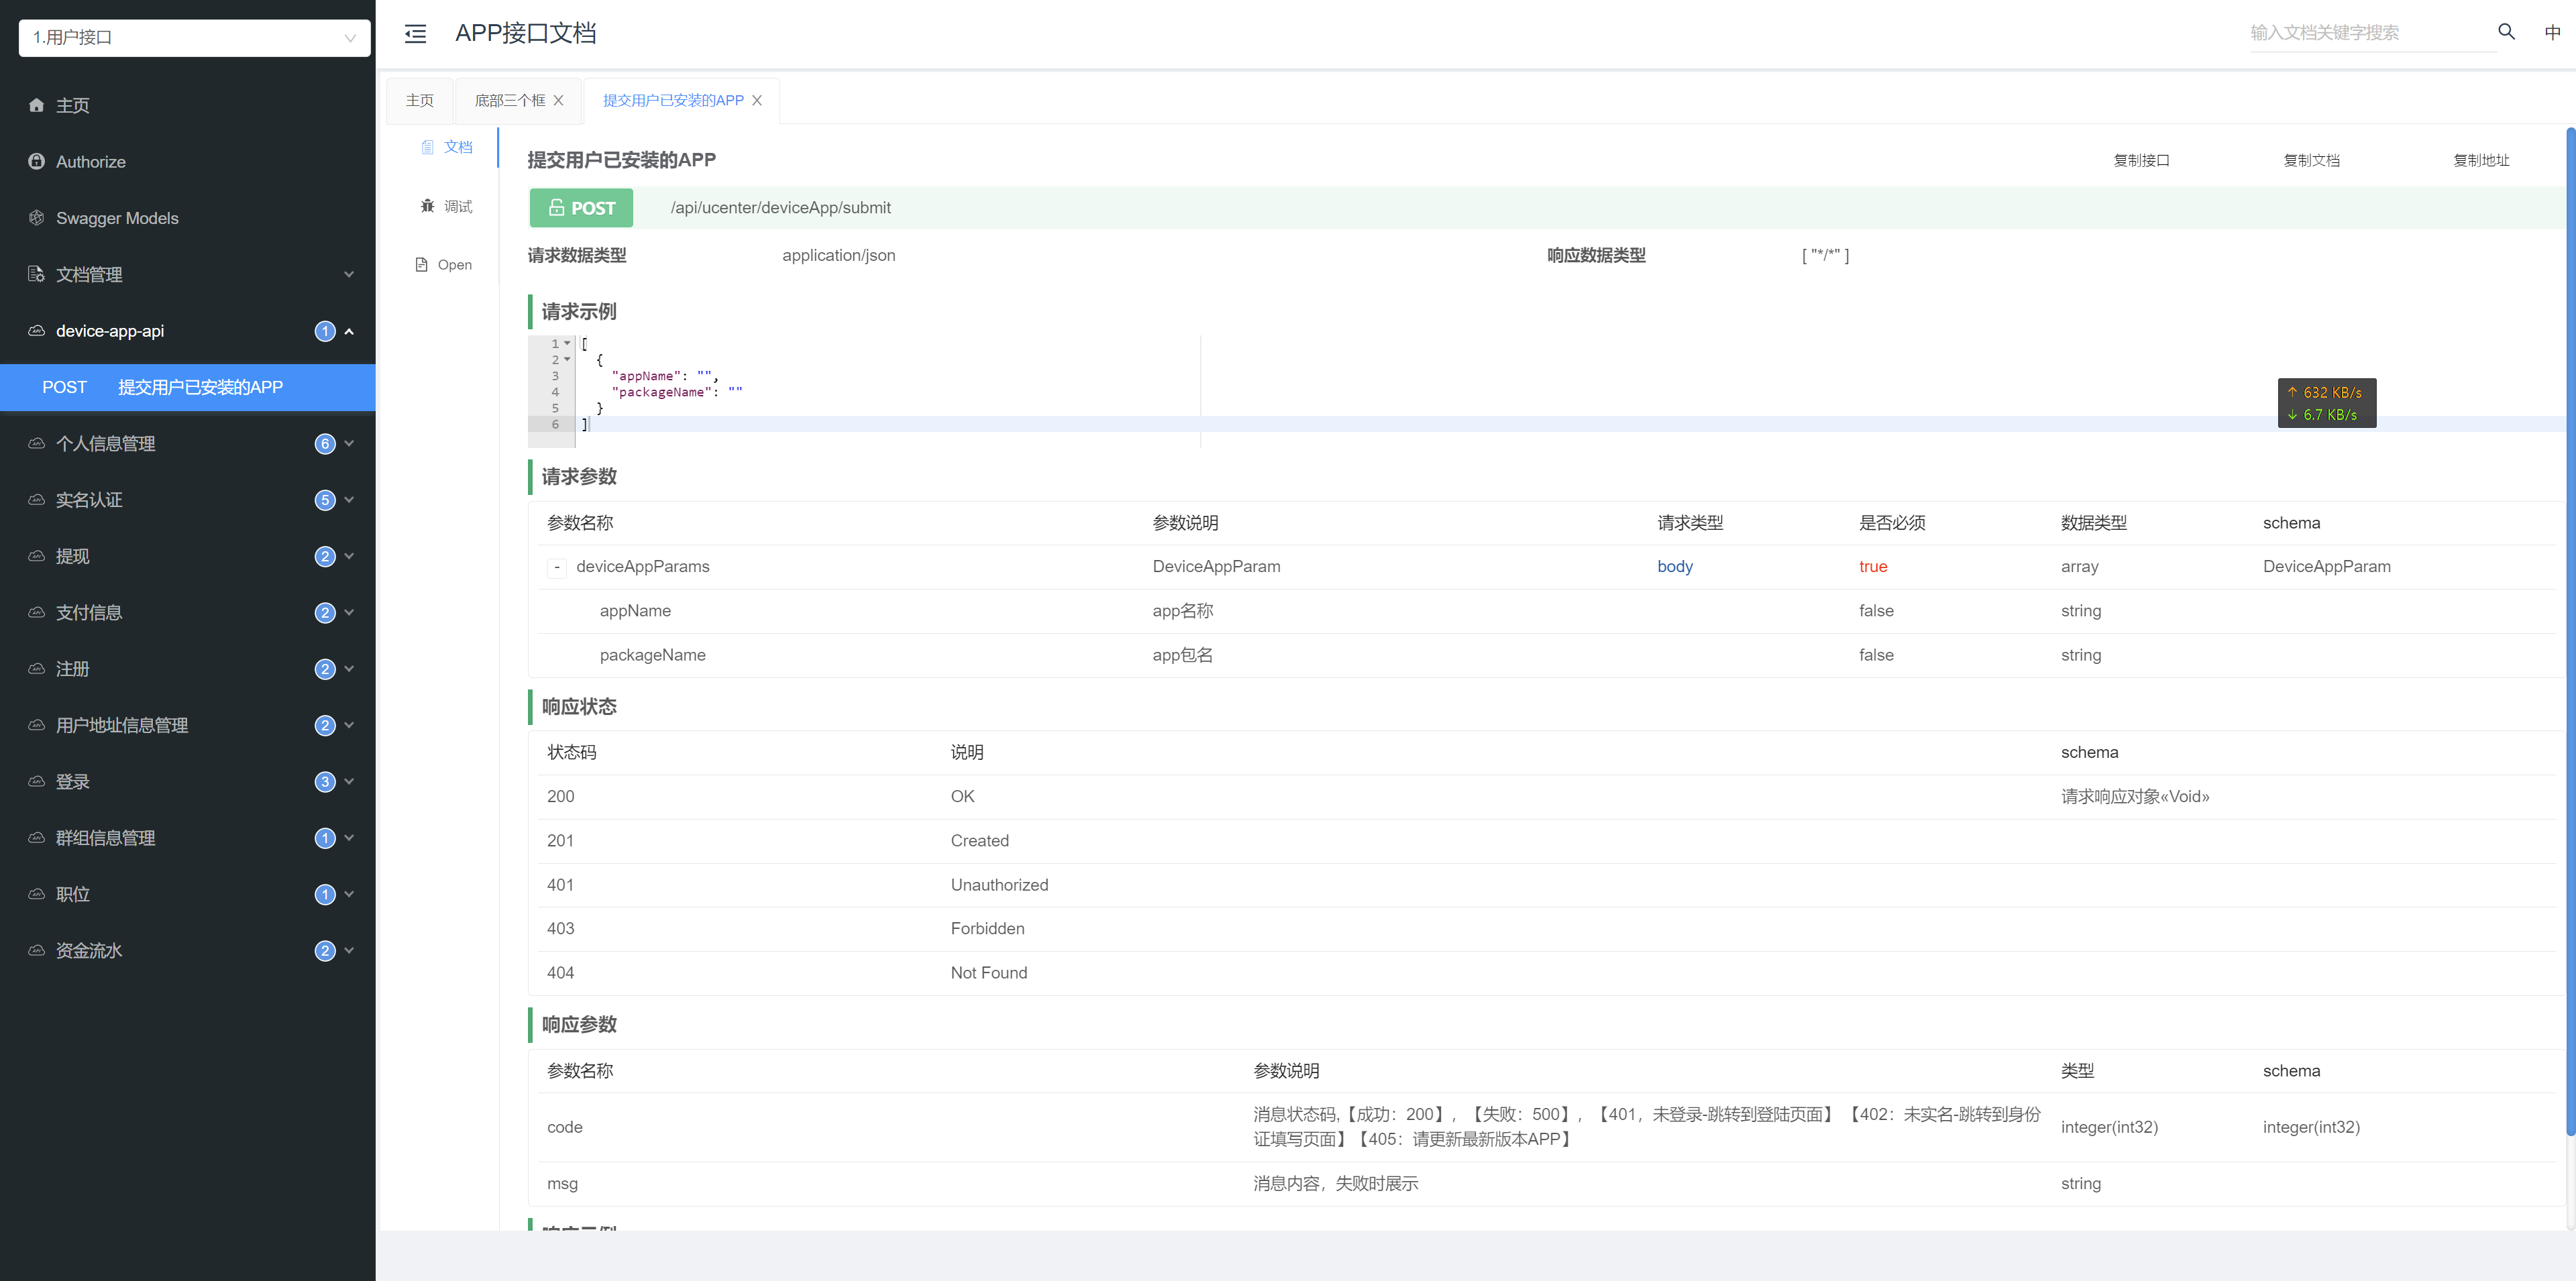 1.用户接口
主页
Authorize
Swagger Models
文档管理
device-app-api 1
POST 提交用户已安装的APP
个人信息管理 6
实名认证 5
提现 2
支付信息 2
注册 2
用户地址信息管理 2
登录 3
群组信息管理 1
职位 1
资金流水 2
APP接口文档
输入文档关键字搜索
中
主页 底部三个框 提交用户已安装的APP
文档
调试
Open
提交用户已安装的APP
复制接口 复制文档 复制地址
POST /api/ucenter/deviceApp/submit
请求数据类型 application/json 响应数据类型 [ "*/*" ]
请求示例
1 [
2 {
3 "appName": "",
4 "packageName": ""
5 }
6 ]
↑ 632 KB/s
↓ 6.7 KB/s
请求参数
参数名称 参数说明 请求类型 是否必须 数据类型 schema
- deviceAppParams DeviceAppParam body true array DeviceAppParam
appName app名称 false string
packageName app包名 false string
响应状态
状态码 说明 schema
200 OK 请求响应对象«Void»
201 Created
401 Unauthorized
403 Forbidden
404 Not Found
响应参数
参数名称 参数说明 类型 schema
code 消息状态码,【成功：200】，【失败：500】，【401，未登录-跳转到登陆页面】【402：未实名-跳转到身份
证填写页面】【405：请更新最新版本APP】 integer(int32) integer(int32)
msg 消息内容，失败时展示 string